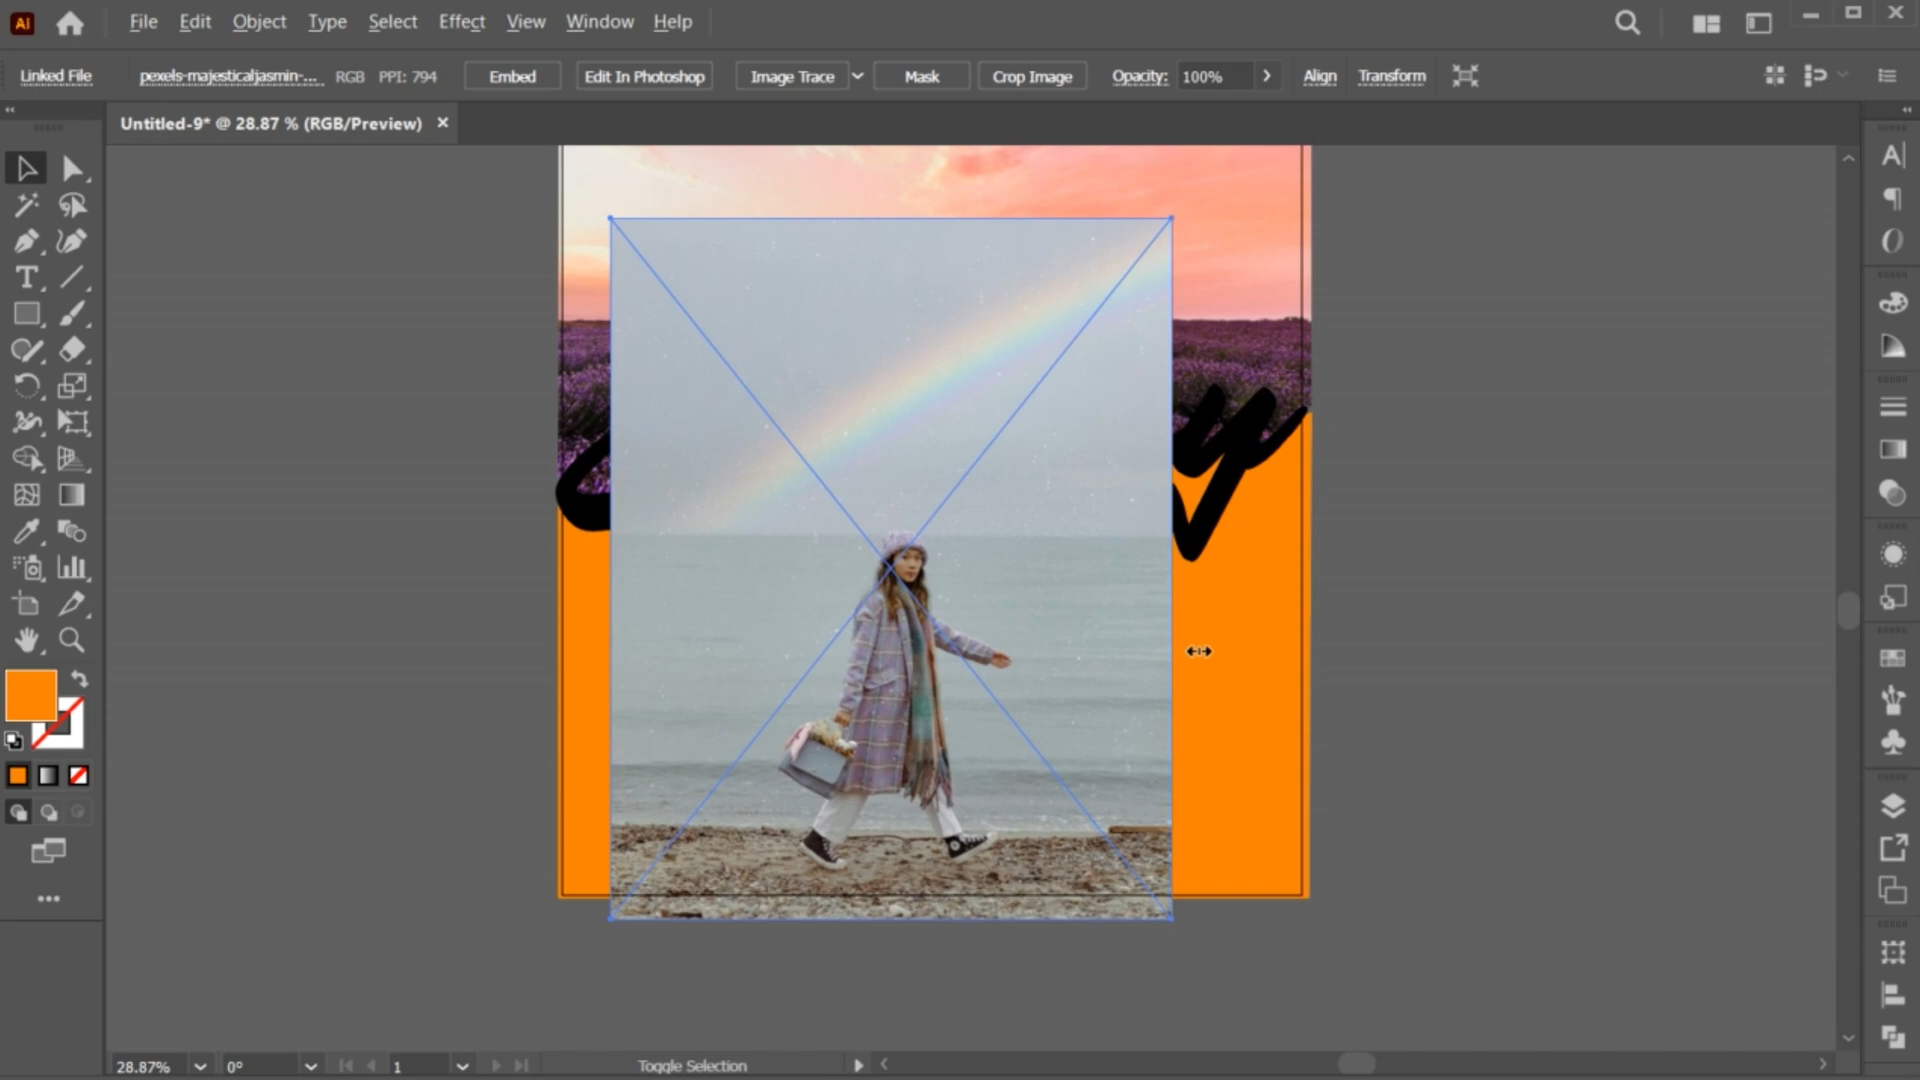 Ai File Edit Object Type Select Effect View Window Help
Linked File pexels-majesticaljasmin-... RGB PPI: 794 Embed Edit In Photoshop Image Trace Mask Crop Image Opacity: 100% Align Transform
Untitled-9* @ 28.87 % (RGB/Preview)
28.87% 0° 1 Toggle Selection